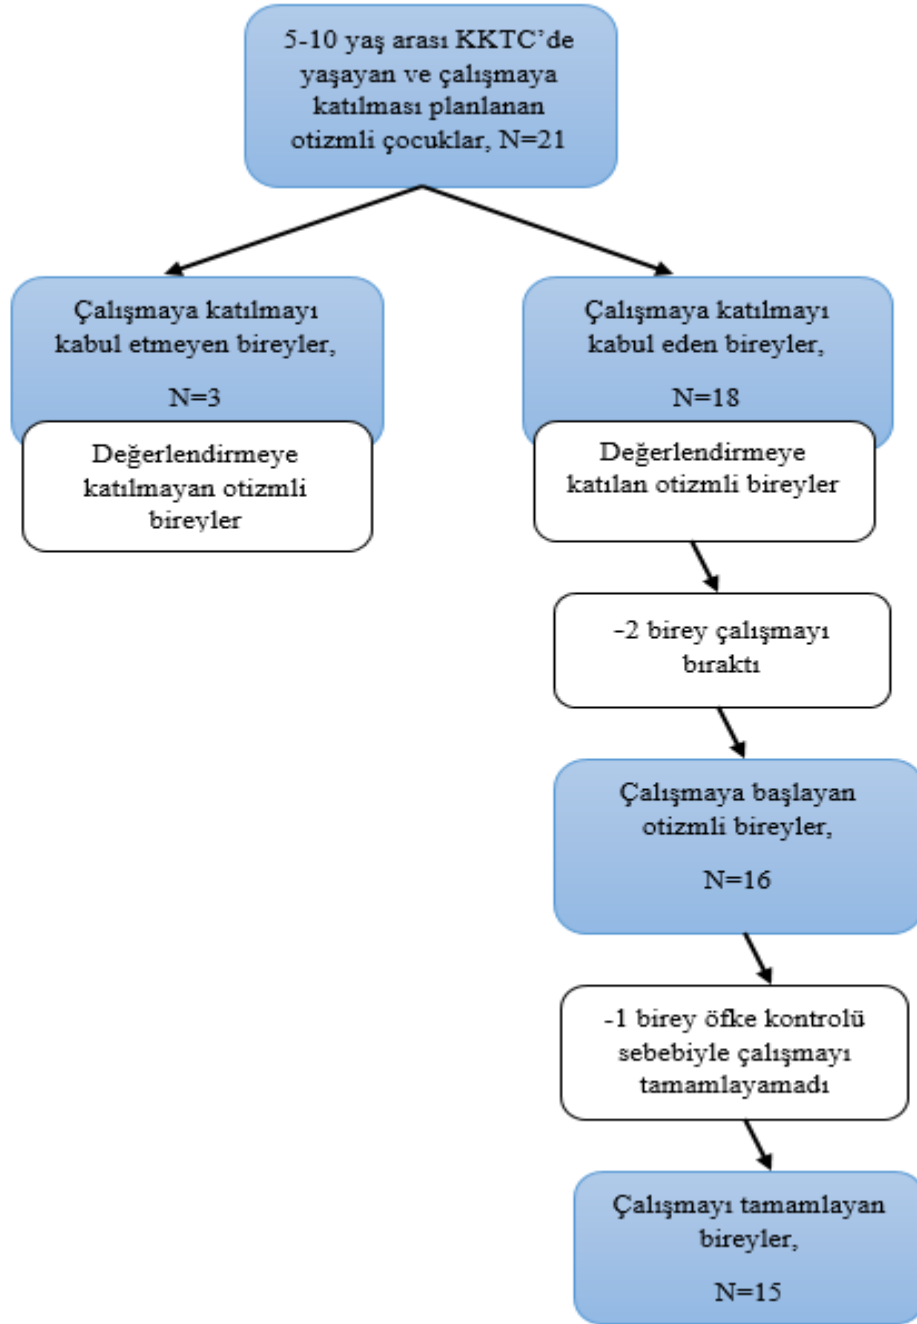 5-10 yaş arası KKTC’de
yaşayan ve çalışmaya
katılması planlanan
otizmli çocuklar, N=21
Çalışmaya katılmayı
kabul etmeyen bireyler,
N=3
Değerlendirmeye
katılmayan otizmli
bireyler
Çalışmaya katılmayı
kabul eden bireyler,
N=18
Değerlendirmeye
katılan otizmli bireyler
-2 birey çalışmayı
bıraktı
Çalışmaya başlayan
otizmli bireyler,
N=16
-1 birey öfke kontrolü
sebebiyle çalışmayı
tamamlayamadı
Çalışmayı tamamlayan
bireyler,
N=15